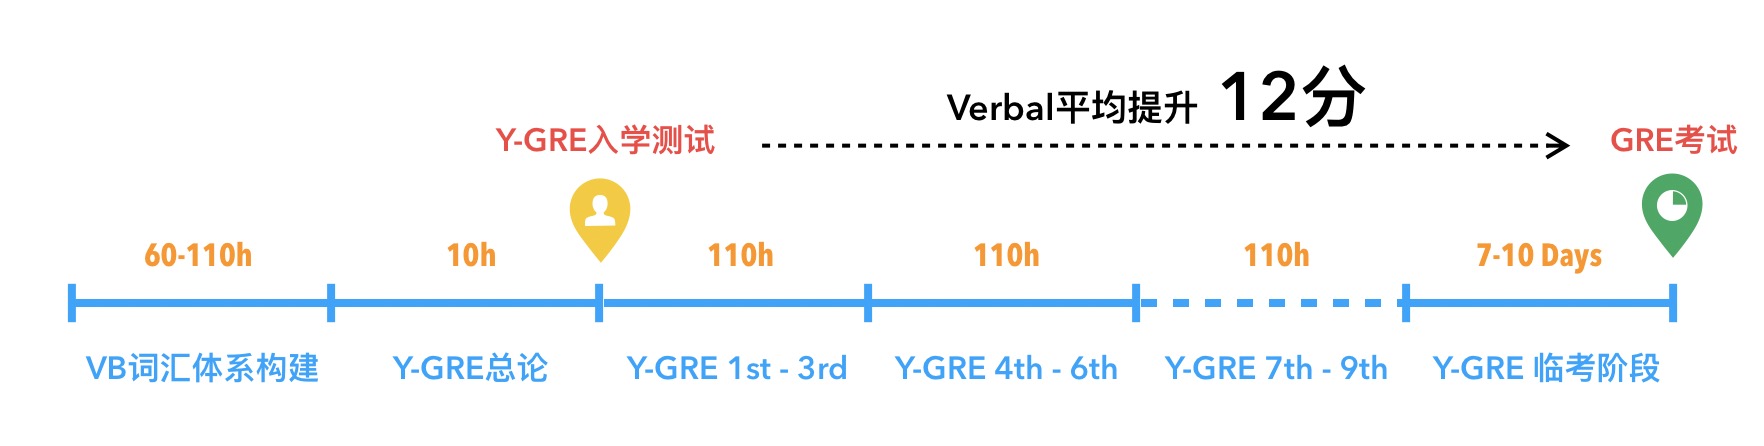 Verbal平均提升 12分
Y-GRE入学测试
GRE考试
60-110h
10h
110h
110h
110h
7-10 Days
VB词汇体系构建
Y-GRE总论
Y-GRE 1st - 3rd
Y-GRE 4th - 6th
Y-GRE 7th - 9th
Y-GRE 临考阶段